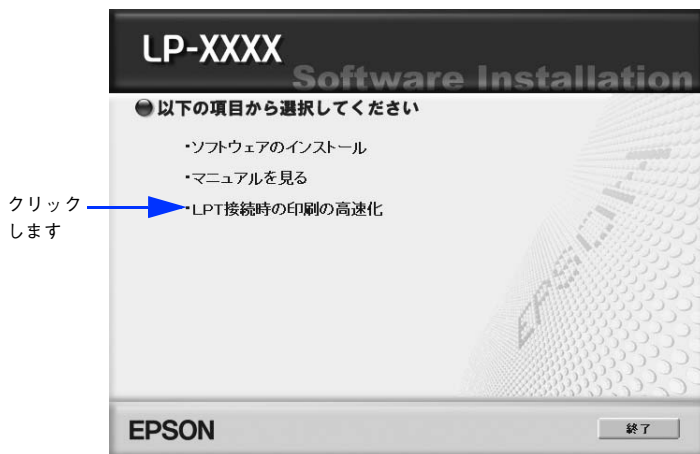 LP-XXXX
Software Installation
以下の項目から選択してください
・ソフトウェアのインストール
・マニュアルを見る
・LPT接続時の印刷の高速化
クリック
します
EPSON
EPSON
終了